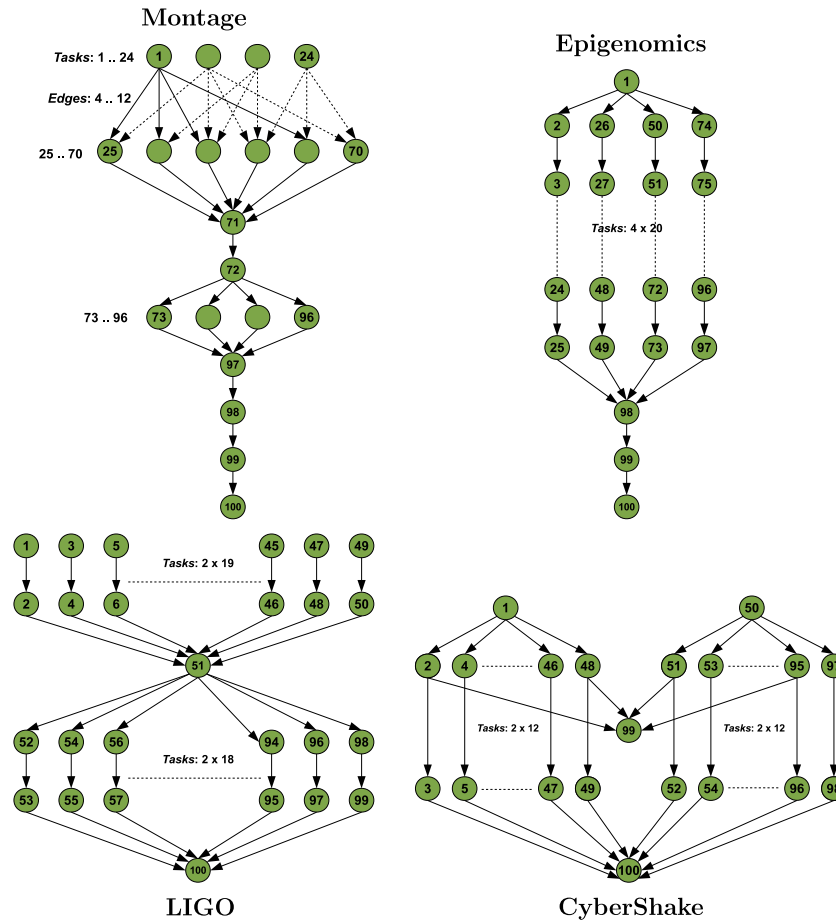 Montage
Tasks: 1 .. 24
1
24
Edges: 4 .. 12
25 .. 70
25
70
71
72
73 .. 96
73
96
97
98
99
100
Epigenomics
1
2 26 50 74
3 27 51 75
Tasks: 4 x 20
24 48 72 96
25 49 73 97
98
99
100
1 3 5 45 47 49
Tasks: 2 x 19
2 4 6 46 48 50
51
52 54 56 94 96 98
Tasks: 2 x 18
53 55 57 95 97 99
100
LIGO
1 50
2 4 46 48 51 53 95 97
99
Tasks: 2 x 12 Tasks: 2 x 12
3 5 47 49 52 54 96 98
100
CyberShake